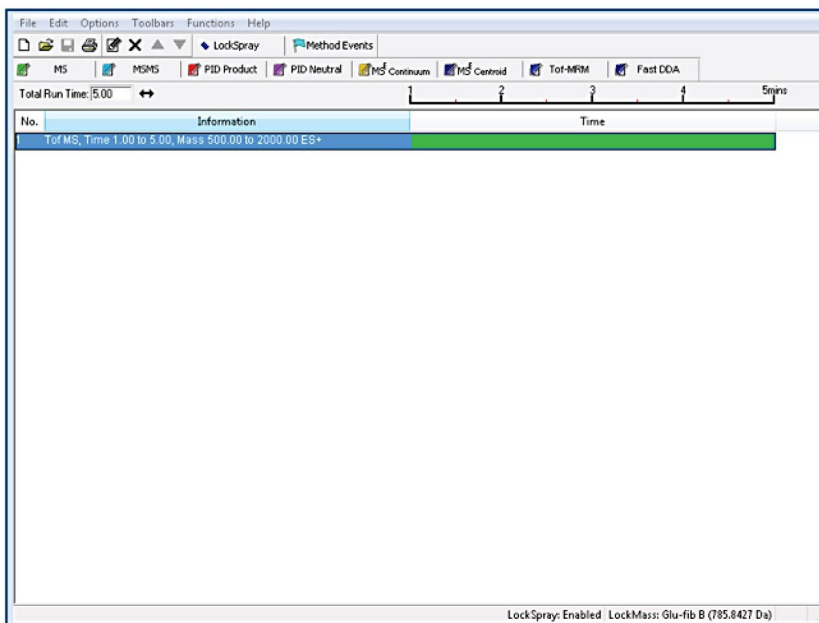 File Edit Options Toolbars Functions Help
LockSpray Method Events
MS MSMS PID Product PID Neutral MSE Continuum MSE Centroid Tof-MRM Fast DDA
Total Run Time: 5.00 1 2 3 4 5mins
No. Information Time
1 Tof MS, Time 1.00 to 5.00, Mass 500.00 to 2000.00 ES+
LockSpray: Enabled LockMass: Glu-fib B (785.8427 Da)